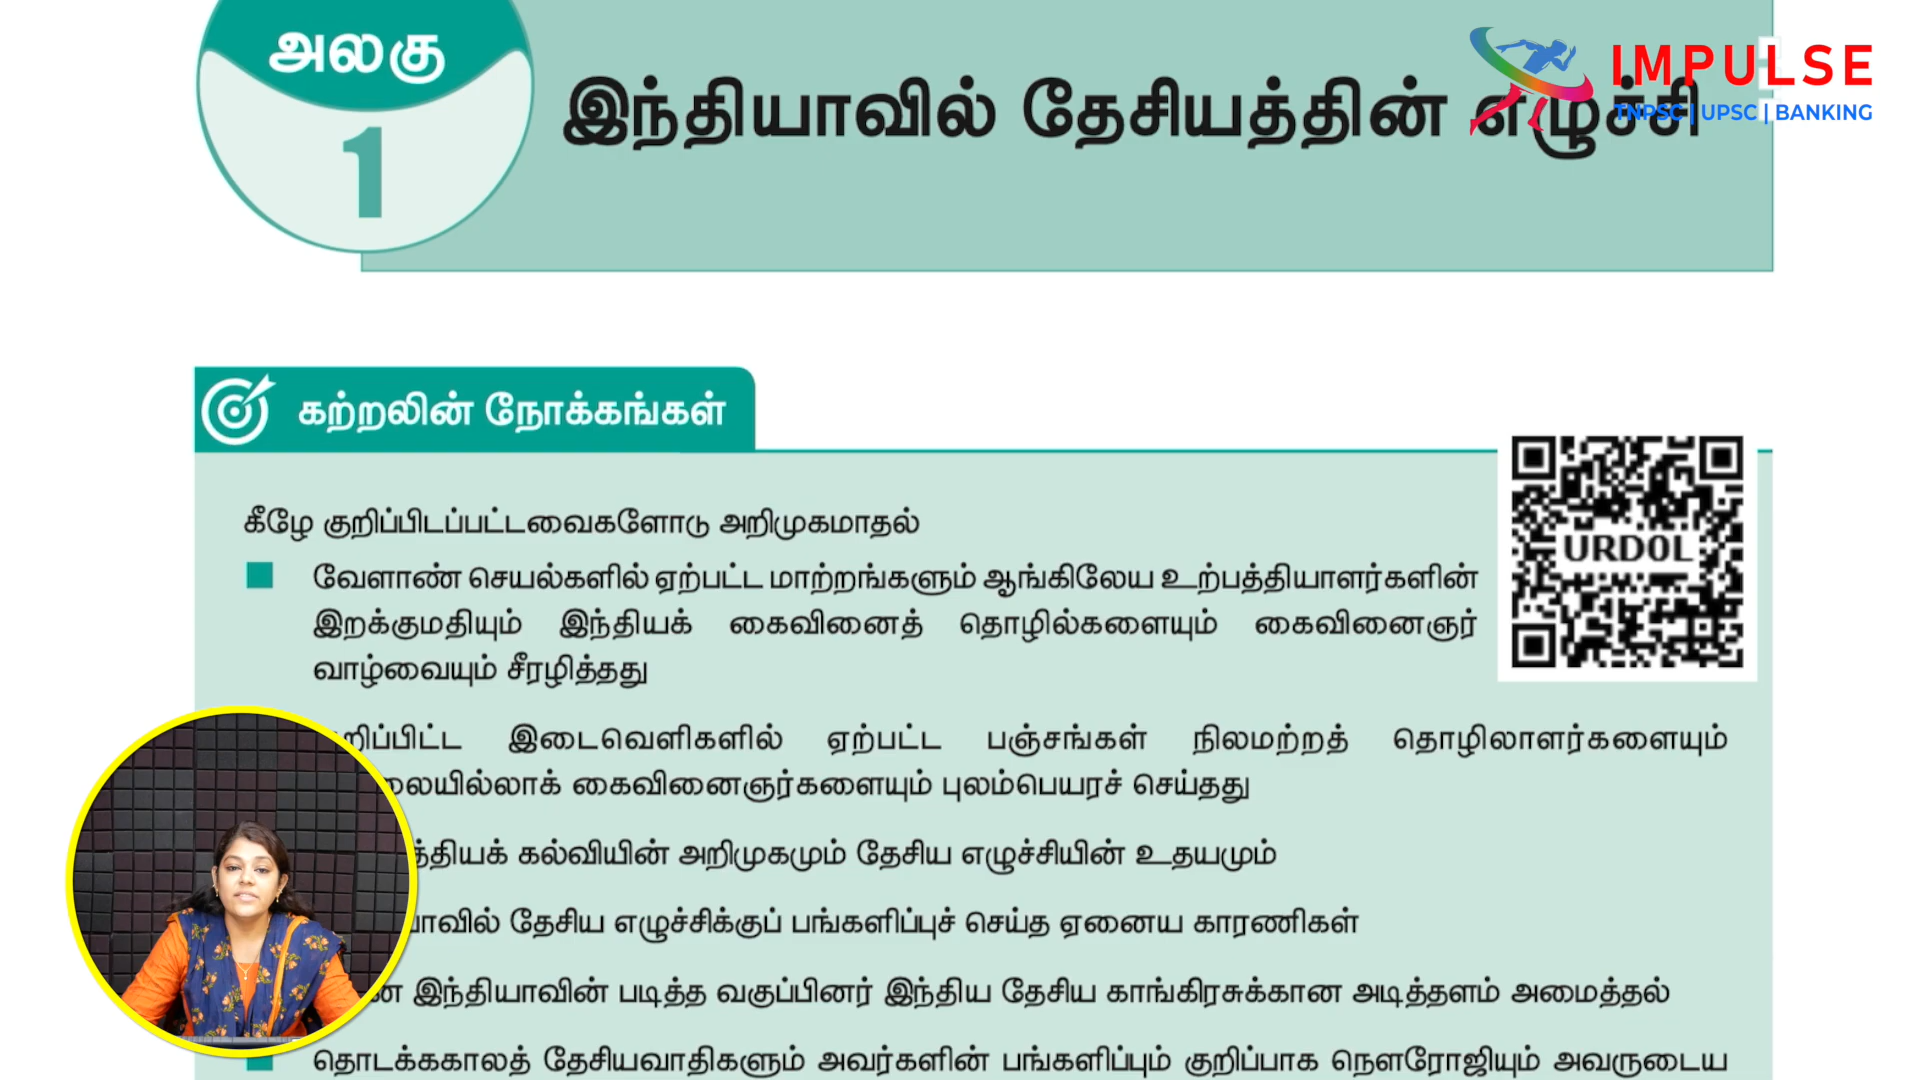 அலகு
1
இந்தியாவில் தேசியத்தின் எழுச்சி
IMPULSE
TNPSC | UPSC | BANKING
கற்றலின் நோக்கங்கள்
கீழே குறிப்பிடப்பட்டவைகளோடு அறிமுகமாதல்
வேளாண் செயல்களில் ஏற்பட்ட மாற்றங்களும் ஆங்கிலேய உற்பத்தியாளர்களின்
இறக்குமதியும் இந்தியக் கைவினைத் தொழில்களையும் கைவினைஞர்
வாழ்வையும் சீரழித்தது
URD0L
இடைவெளிகளில் ஏற்பட்ட பஞ்சங்கள் நிலமற்றத் தொழிலாளர்களையும்
கைவினைஞர்களையும் புலம்பெயரச் செய்தது
கல்வியின் அறிமுகமும் தேசிய எழுச்சியின் உதயமும்
தேசிய எழுச்சிக்குப் பங்களிப்புச் செய்த ஏனைய காரணிகள்
இந்தியாவின் படித்த வகுப்பினர் இந்திய தேசிய காங்கிரசுக்கான அடித்தளம் அமைத்தல்
தொடக்ககாலத் தேசியவாதிகளும் அவர்களின் பங்களிப்பும் குறிப்பாக நௌரோஜியும் அவருடைய